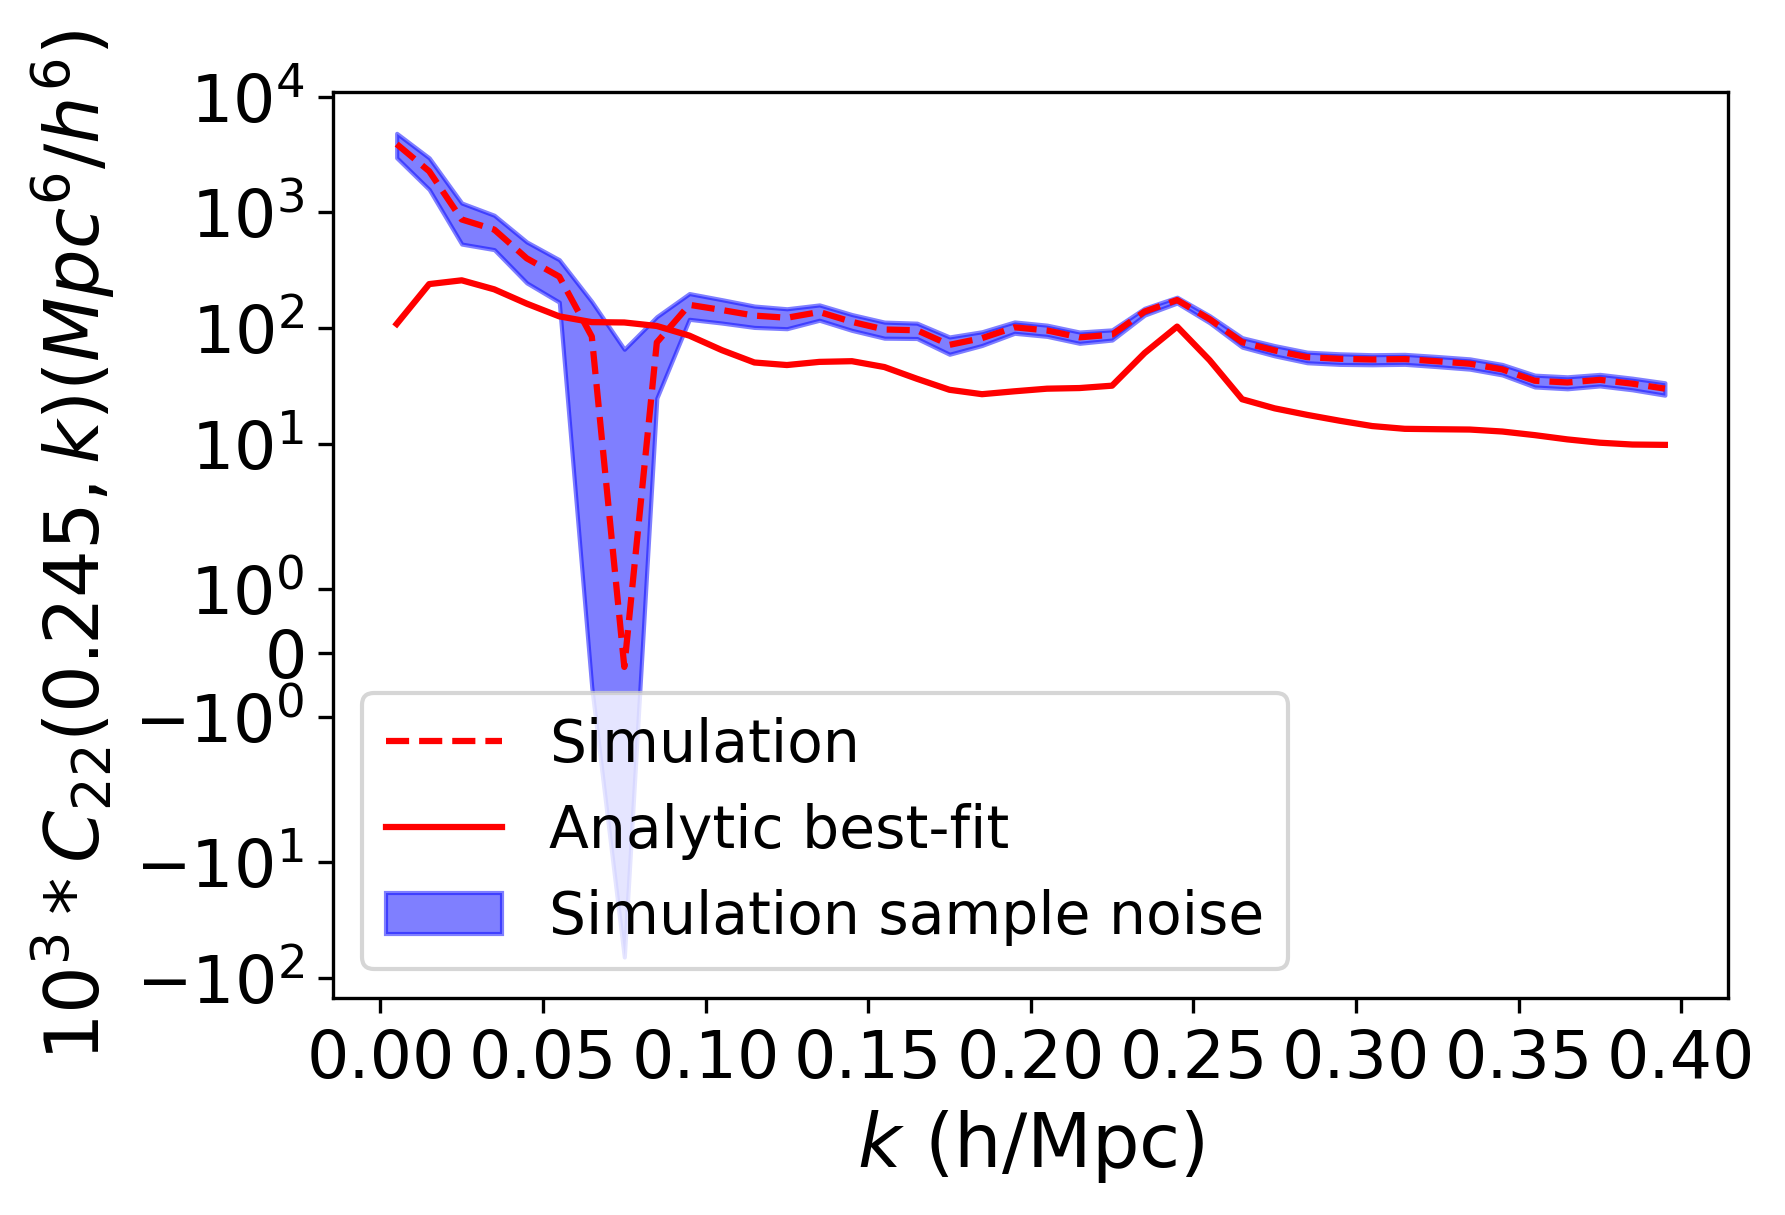 10^4
10^3
10^2
10^1
10^0
0
−10^0
−10^1
−10^2
10^3 * C_22(0.245, k)(Mpc^6/h^6)
Simulation
Analytic best-fit
Simulation sample noise
0.00 0.05 0.10 0.15 0.20 0.25 0.30 0.35 0.40
k (h/Mpc)